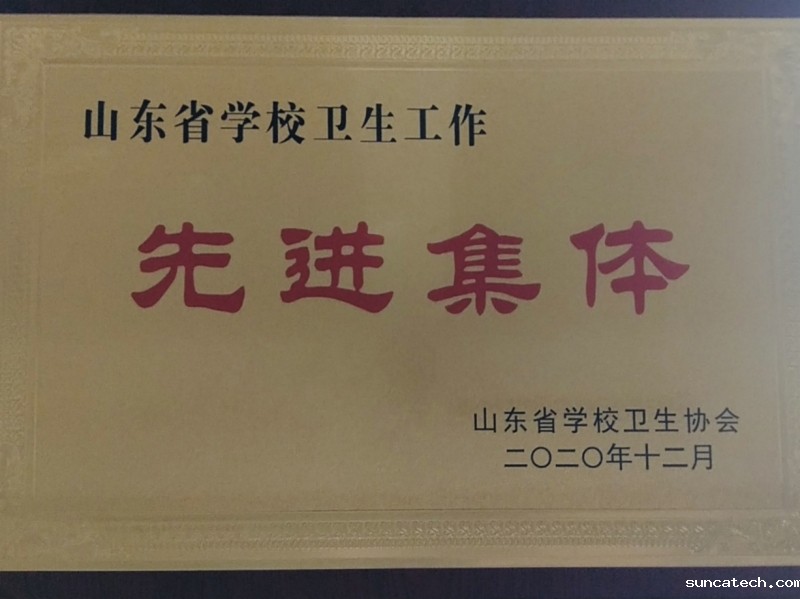 山东省学校卫生工作
先进集体
山东省学校卫生协会
二〇二〇年十二月
suncatech.com